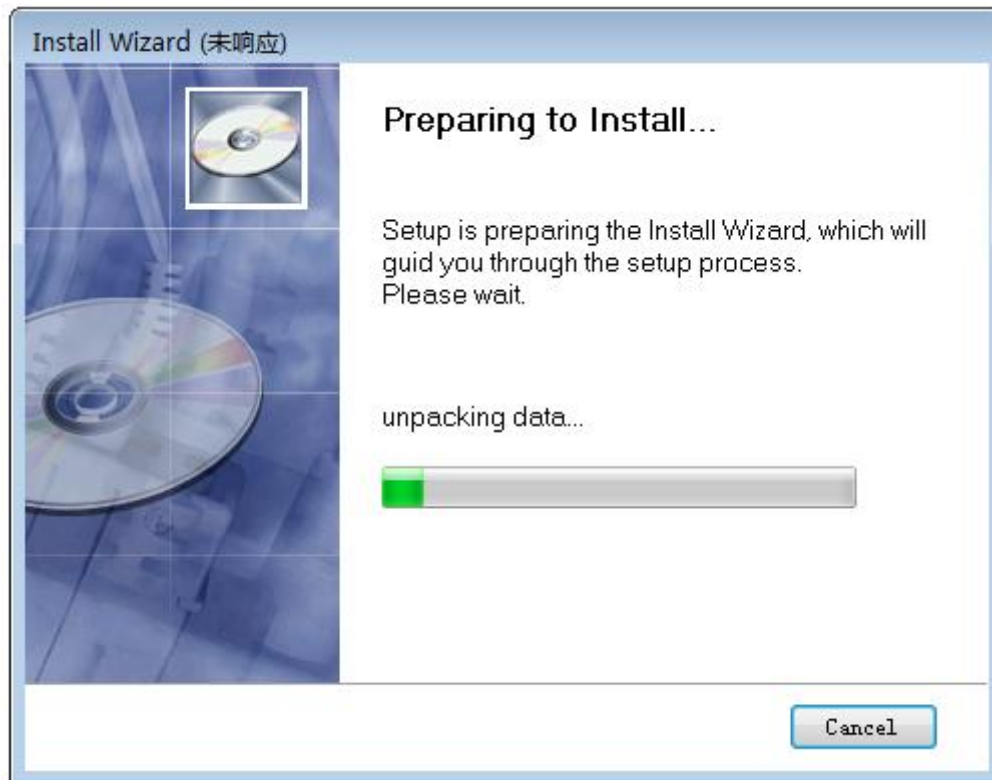 Install Wizard (未响应)
Preparing to Install...
Setup is preparing the Install Wizard, which will
guid you through the setup process.
Please wait.
unpacking data...
Cancel